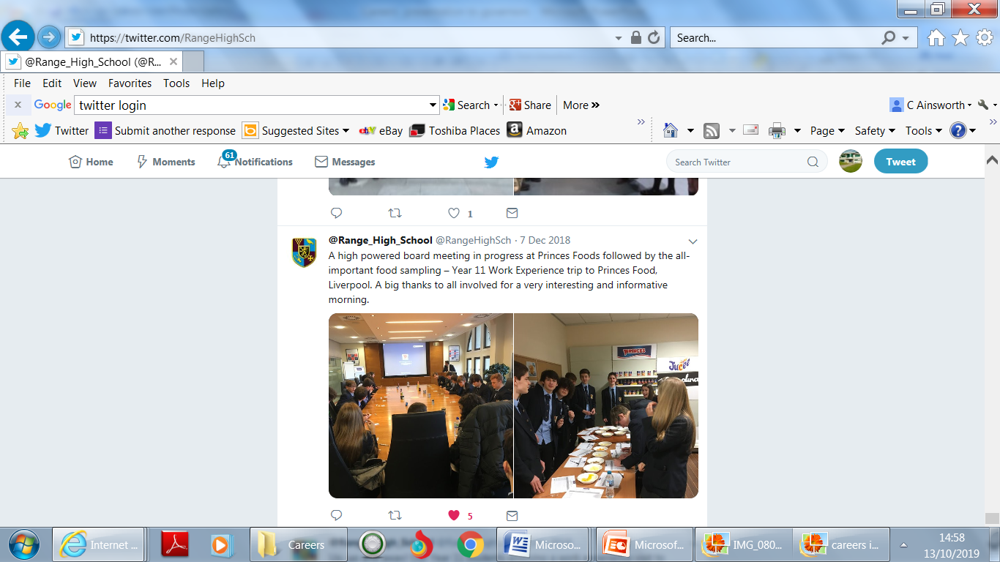 https://twitter.com/RangeHighSch
Search...
@Range_High_School (@R...
File Edit View Favorites Tools Help
x Google twitter login Search Share More » C Ainsworth
Twitter Submit another response Suggested Sites eBay Toshiba Places Amazon » Page Safety Tools »
Home Moments 61 Notifications Messages Search Twitter Tweet
1
@Range_High_School @RangeHighSch · 7 Dec 2018
A high powered board meeting in progress at Princes Foods followed by the all-
important food sampling – Year 11 Work Experience trip to Princes Food,
Liverpool. A big thanks to all involved for a very interesting and informative
morning.
PRINCES
Jucee
5
Internet ... Careers Microso... Microsof... IMG_080... careers i...
14:58
13/10/2019